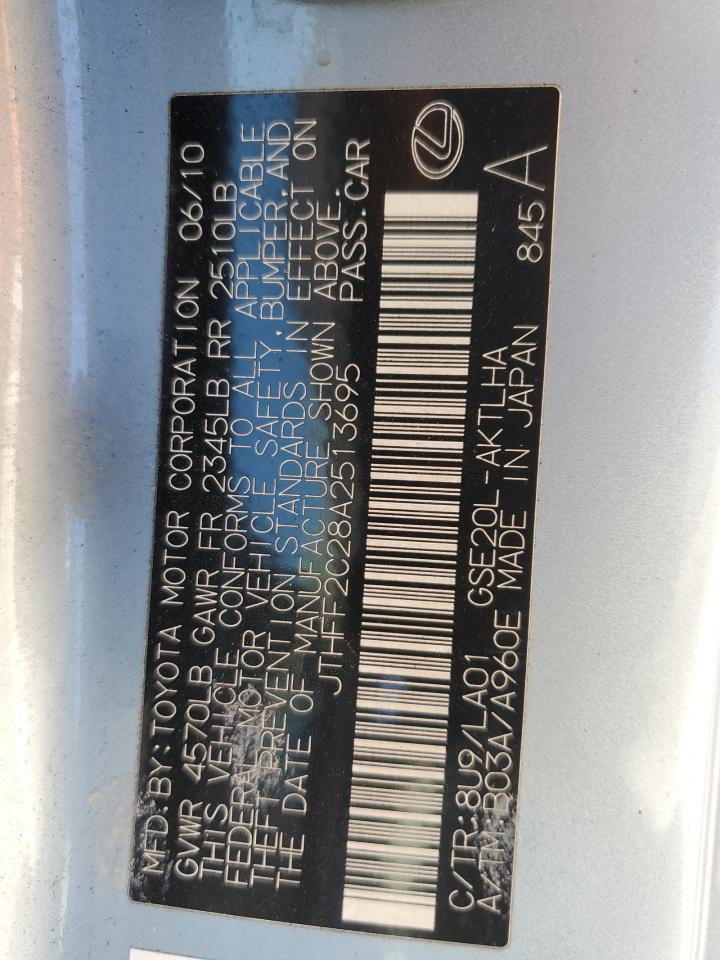 MFD. BY: TOYOTA MOTOR CORPORATION 06/10
GVWR 4570LB GAWR FR 2345LB RR 2510LB
THIS VEHICLE CONFORMS TO ALL APPLICABLE
FEDERAL MOTOR VEHICLE SAFETY, BUMPER, AND
THEFT PREVENTION STANDARDS IN EFFECT ON
THE DATE OF MANUFACTURE SHOWN ABOVE.
JTHFF2C28A2513695 PASS. CAR
C/TR: 8U9/LA01 GSE20L-AKTLHA
A/TM: B03A/A960E MADE IN JAPAN 845 A